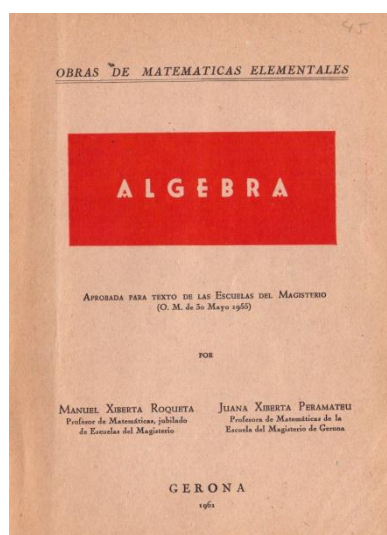 45
OBRAS DE MATEMATICAS ELEMENTALES
ALGEBRA
APROBADA PARA TEXTO DE LAS ESCUELAS DEL MAGISTERIO
(O. M. de 30 Mayo 1955)
POR
MANUEL XIBERTA ROQUETA
Profesor de Matemáticas, jubilado
de Escuelas del Magisterio
JUANA XIBERTA PERAMATEU
Profesora de Matemáticas de la
Escuela del Magisterio de Gerona
GERONA
1962